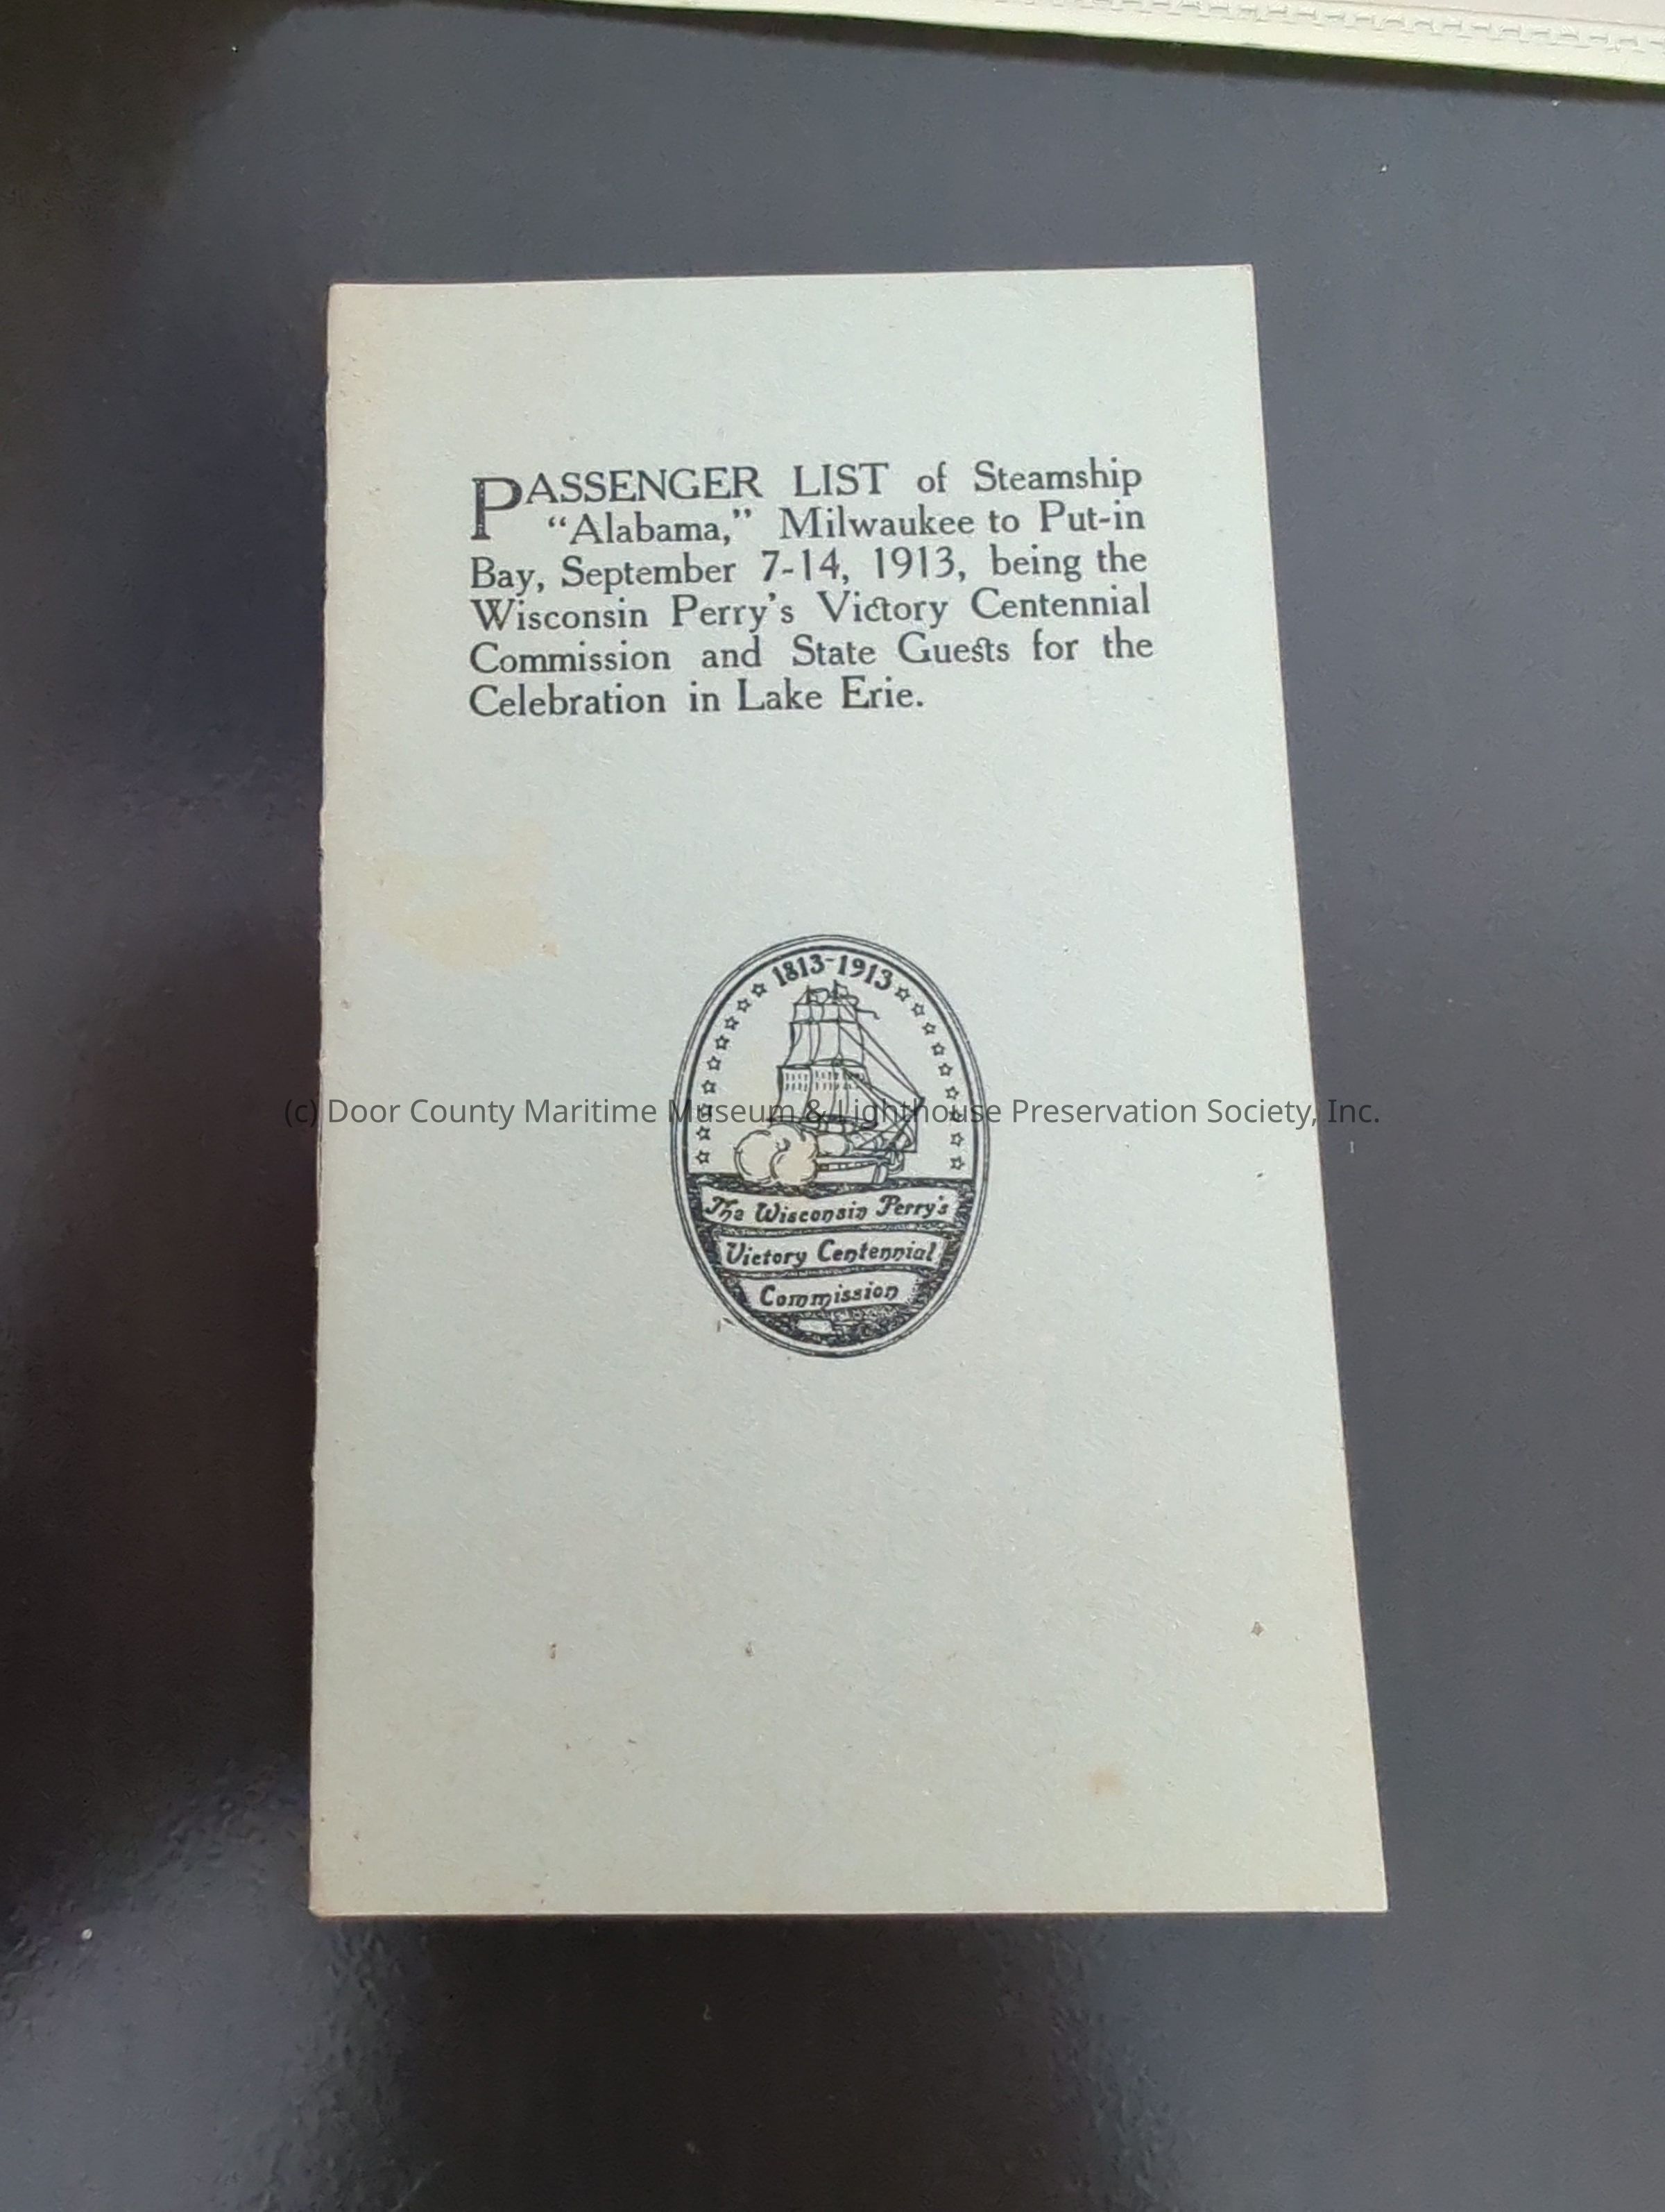 PASSENGER LIST of Steamship
“Alabama,” Milwaukee to Put-in
Bay, September 7-14, 1913, being the
Wisconsin Perry’s Victory Centennial
Commission and State Guests for the
Celebration in Lake Erie.
1813-1913
(c) Door County Maritime Museum & Lighthouse Preservation Society, Inc.
The Wisconsin Perry's
Victory Centennial
Commission